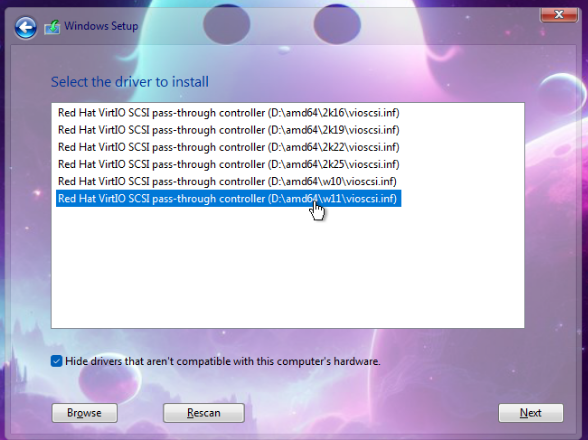 Windows Setup
Select the driver to install
Red Hat VirtIO SCSI pass-through controller (D:\amd64\2k16\vioscsi.inf)
Red Hat VirtIO SCSI pass-through controller (D:\amd64\2k19\vioscsi.inf)
Red Hat VirtIO SCSI pass-through controller (D:\amd64\2k22\vioscsi.inf)
Red Hat VirtIO SCSI pass-through controller (D:\amd64\2k25\vioscsi.inf)
Red Hat VirtIO SCSI pass-through controller (D:\amd64\w10\vioscsi.inf)
Red Hat VirtIO SCSI pass-through controller (D:\amd64\w11\vioscsi.inf)
Hide drivers that aren't compatible with this computer's hardware.
Browse
Rescan
Next